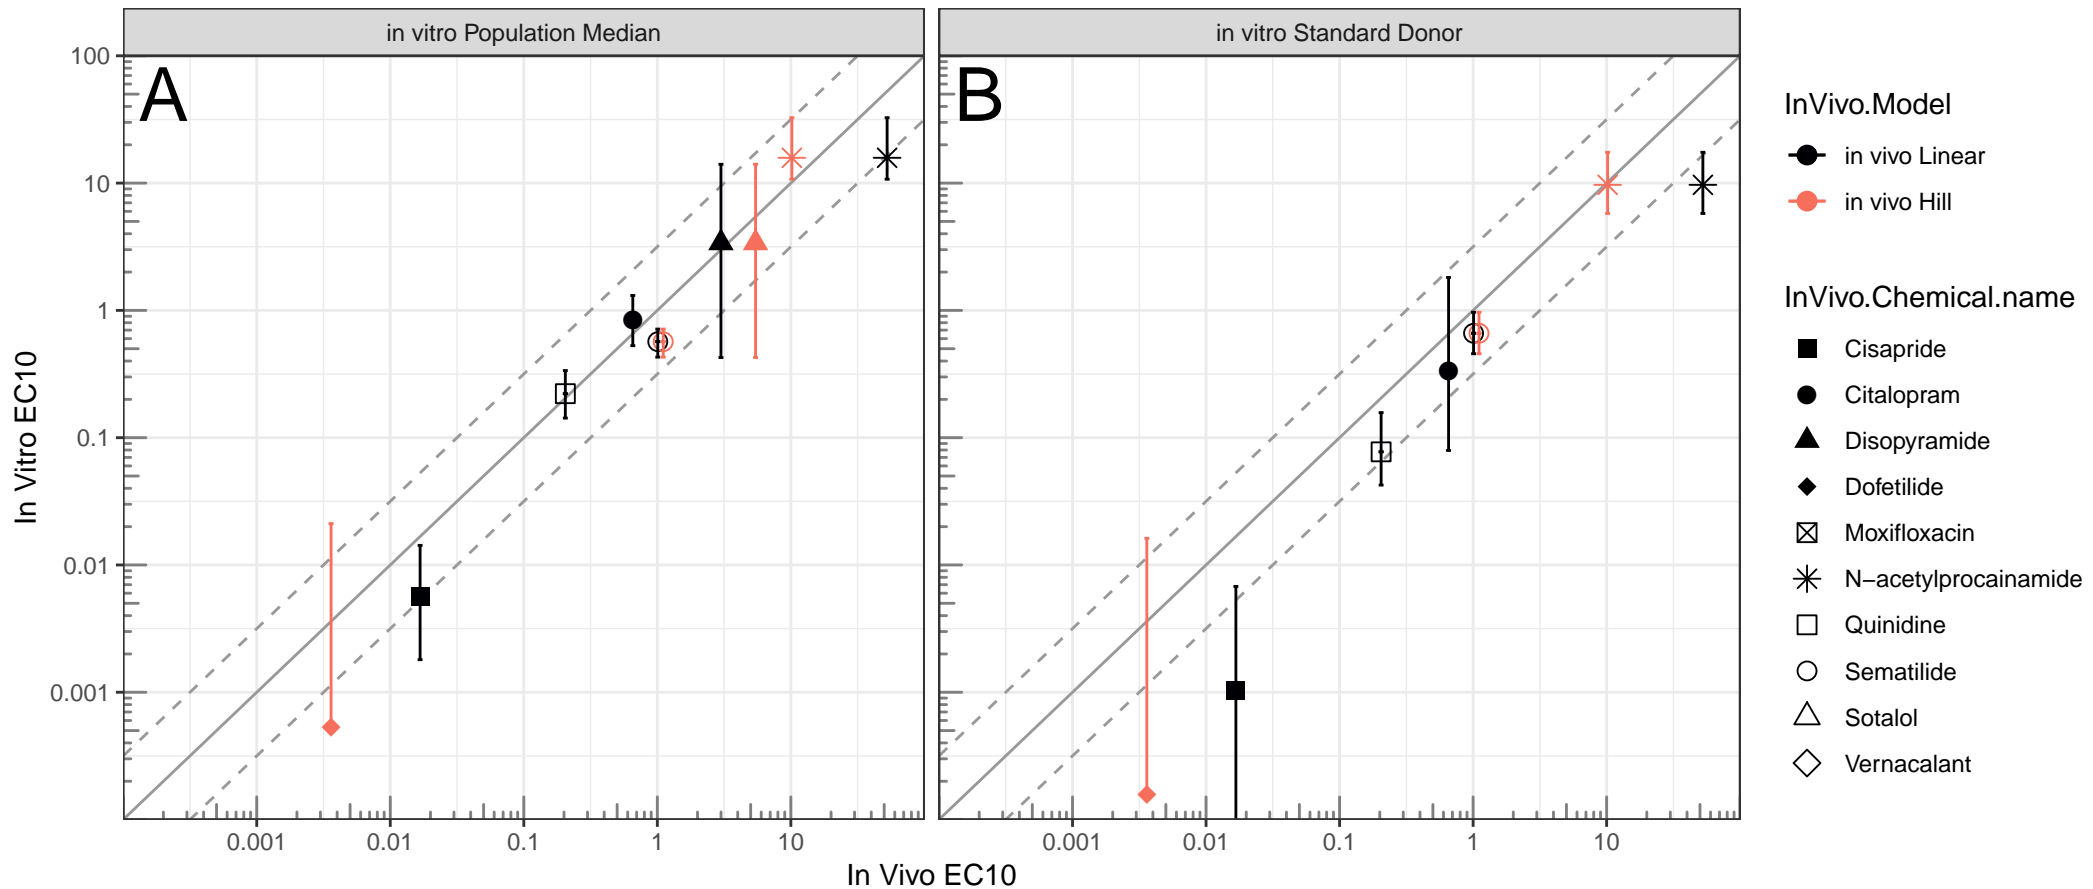 in vitro Population Median
in vitro Standard Donor
A
B
100
10
1
0.1
0.01
0.001
In Vitro EC10
0.001
0.01
0.1
1
10
0.001
0.01
0.1
1
10
In Vivo EC10
InVivo.Model
in vivo Linear
in vivo Hill
InVivo.Chemical.name
Cisapride
Citalopram
Disopyramide
Dofetilide
Moxifloxacin
N−acetylprocainamide
Quinidine
Sematilide
Sotalol
Vernacalant